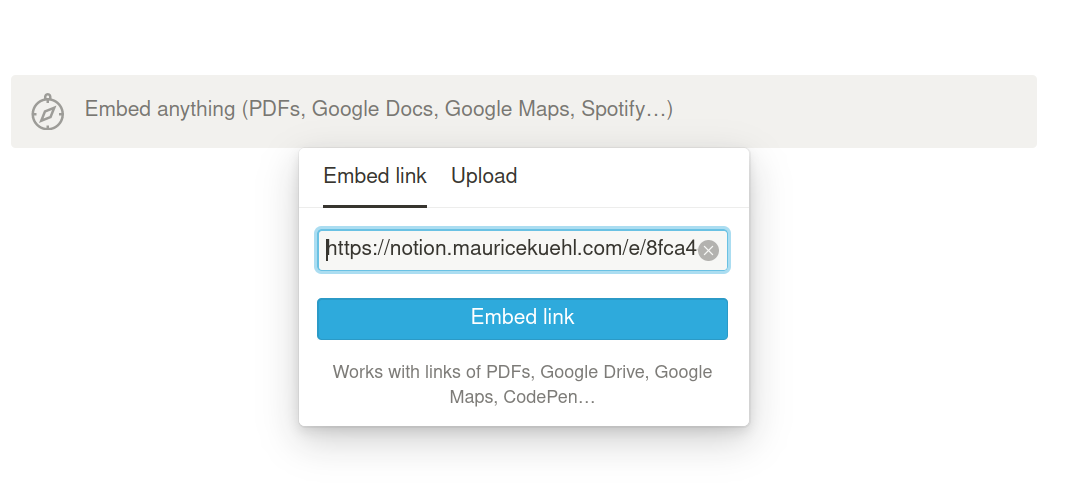 Embed anything (PDFs, Google Docs, Google Maps, Spotify…)
Embed link Upload
https://notion.mauricekuehl.com/e/8fca4
Embed link
Works with links of PDFs, Google Drive, Google
Maps, CodePen…